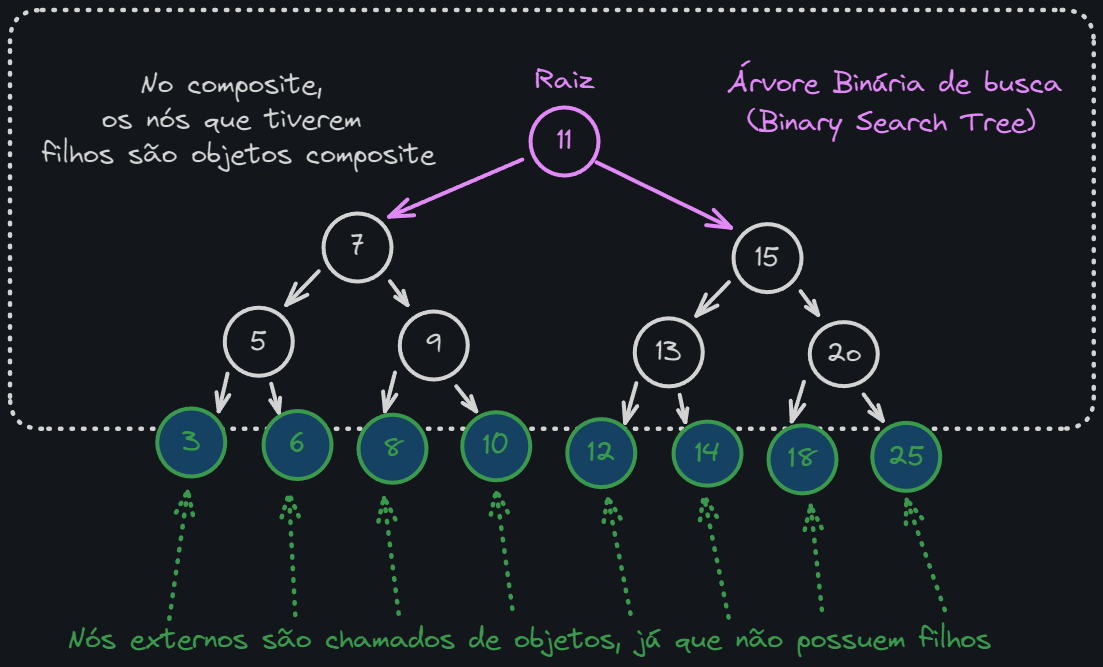 No composite,
os nós que tiverem
filhos são objetos composite
Raiz
Árvore Binária de busca
(Binary Search Tree)
11
7
15
5
9
13
20
3
6
8
10
12
14
18
25
Nós externos são chamados de objetos, já que não possuem filhos